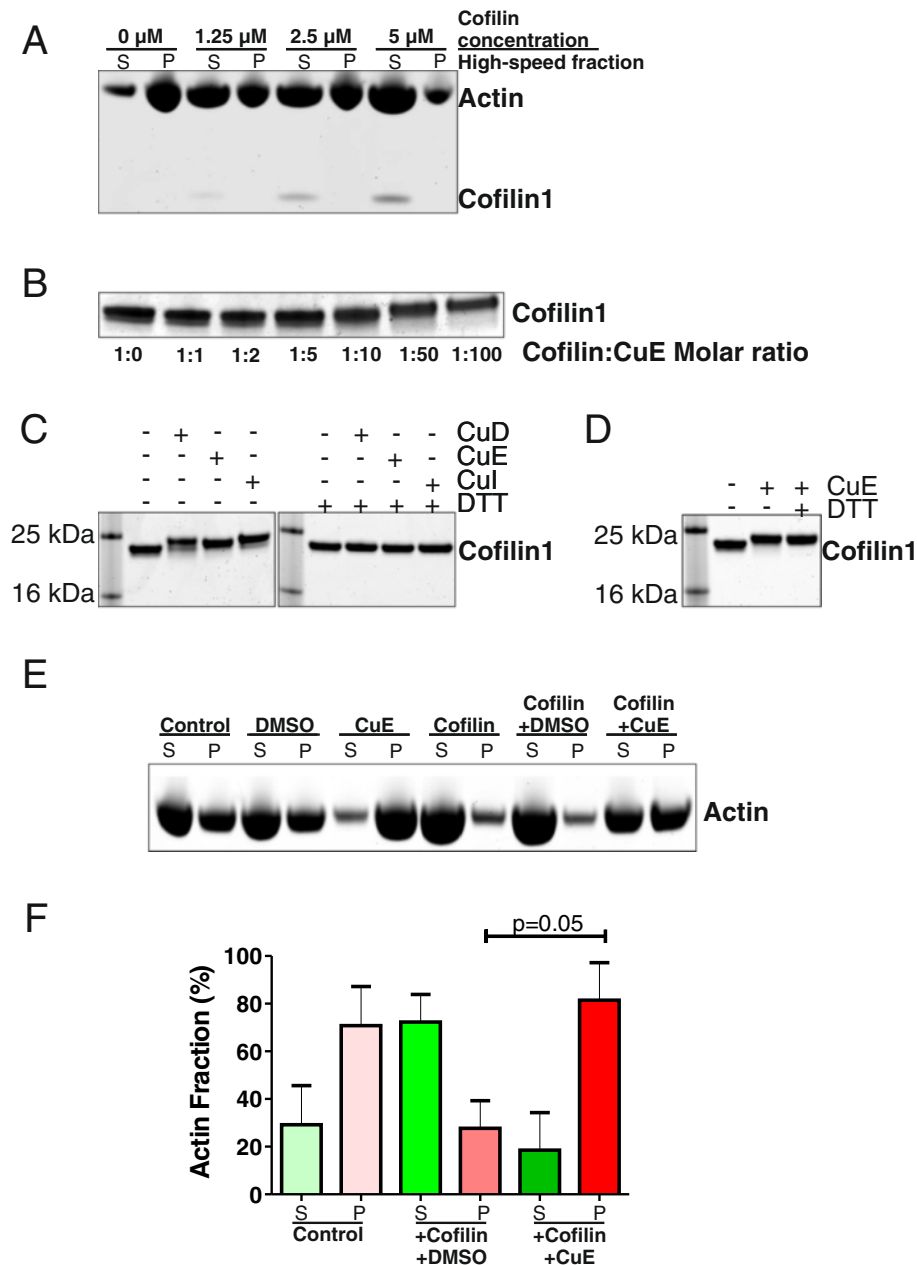 A
0 µM 1.25 µM 2.5 µM 5 µM Cofilin concentration
S P S P S P S P High-speed fraction
Actin
Cofilin1
B
Cofilin1
1:0 1:1 1:2 1:5 1:10 1:50 1:100 Cofilin:CuE Molar ratio
C
- + - - - + - - CuD
- - + - - - + - CuE
- - - + - - - + CuI
- - - - + + + + DTT
25 kDa
Cofilin1
16 kDa
D
- + + CuE
- - + DTT
25 kDa
Cofilin1
16 kDa
E
Control DMSO CuE Cofilin Cofilin +DMSO Cofilin +CuE
S P S P S P S P S P S P
Actin
F
p=0.05
100
80
60
40
20
0
Actin Fraction (%)
S P S P S P
Control +Cofilin +DMSO +Cofilin +CuE